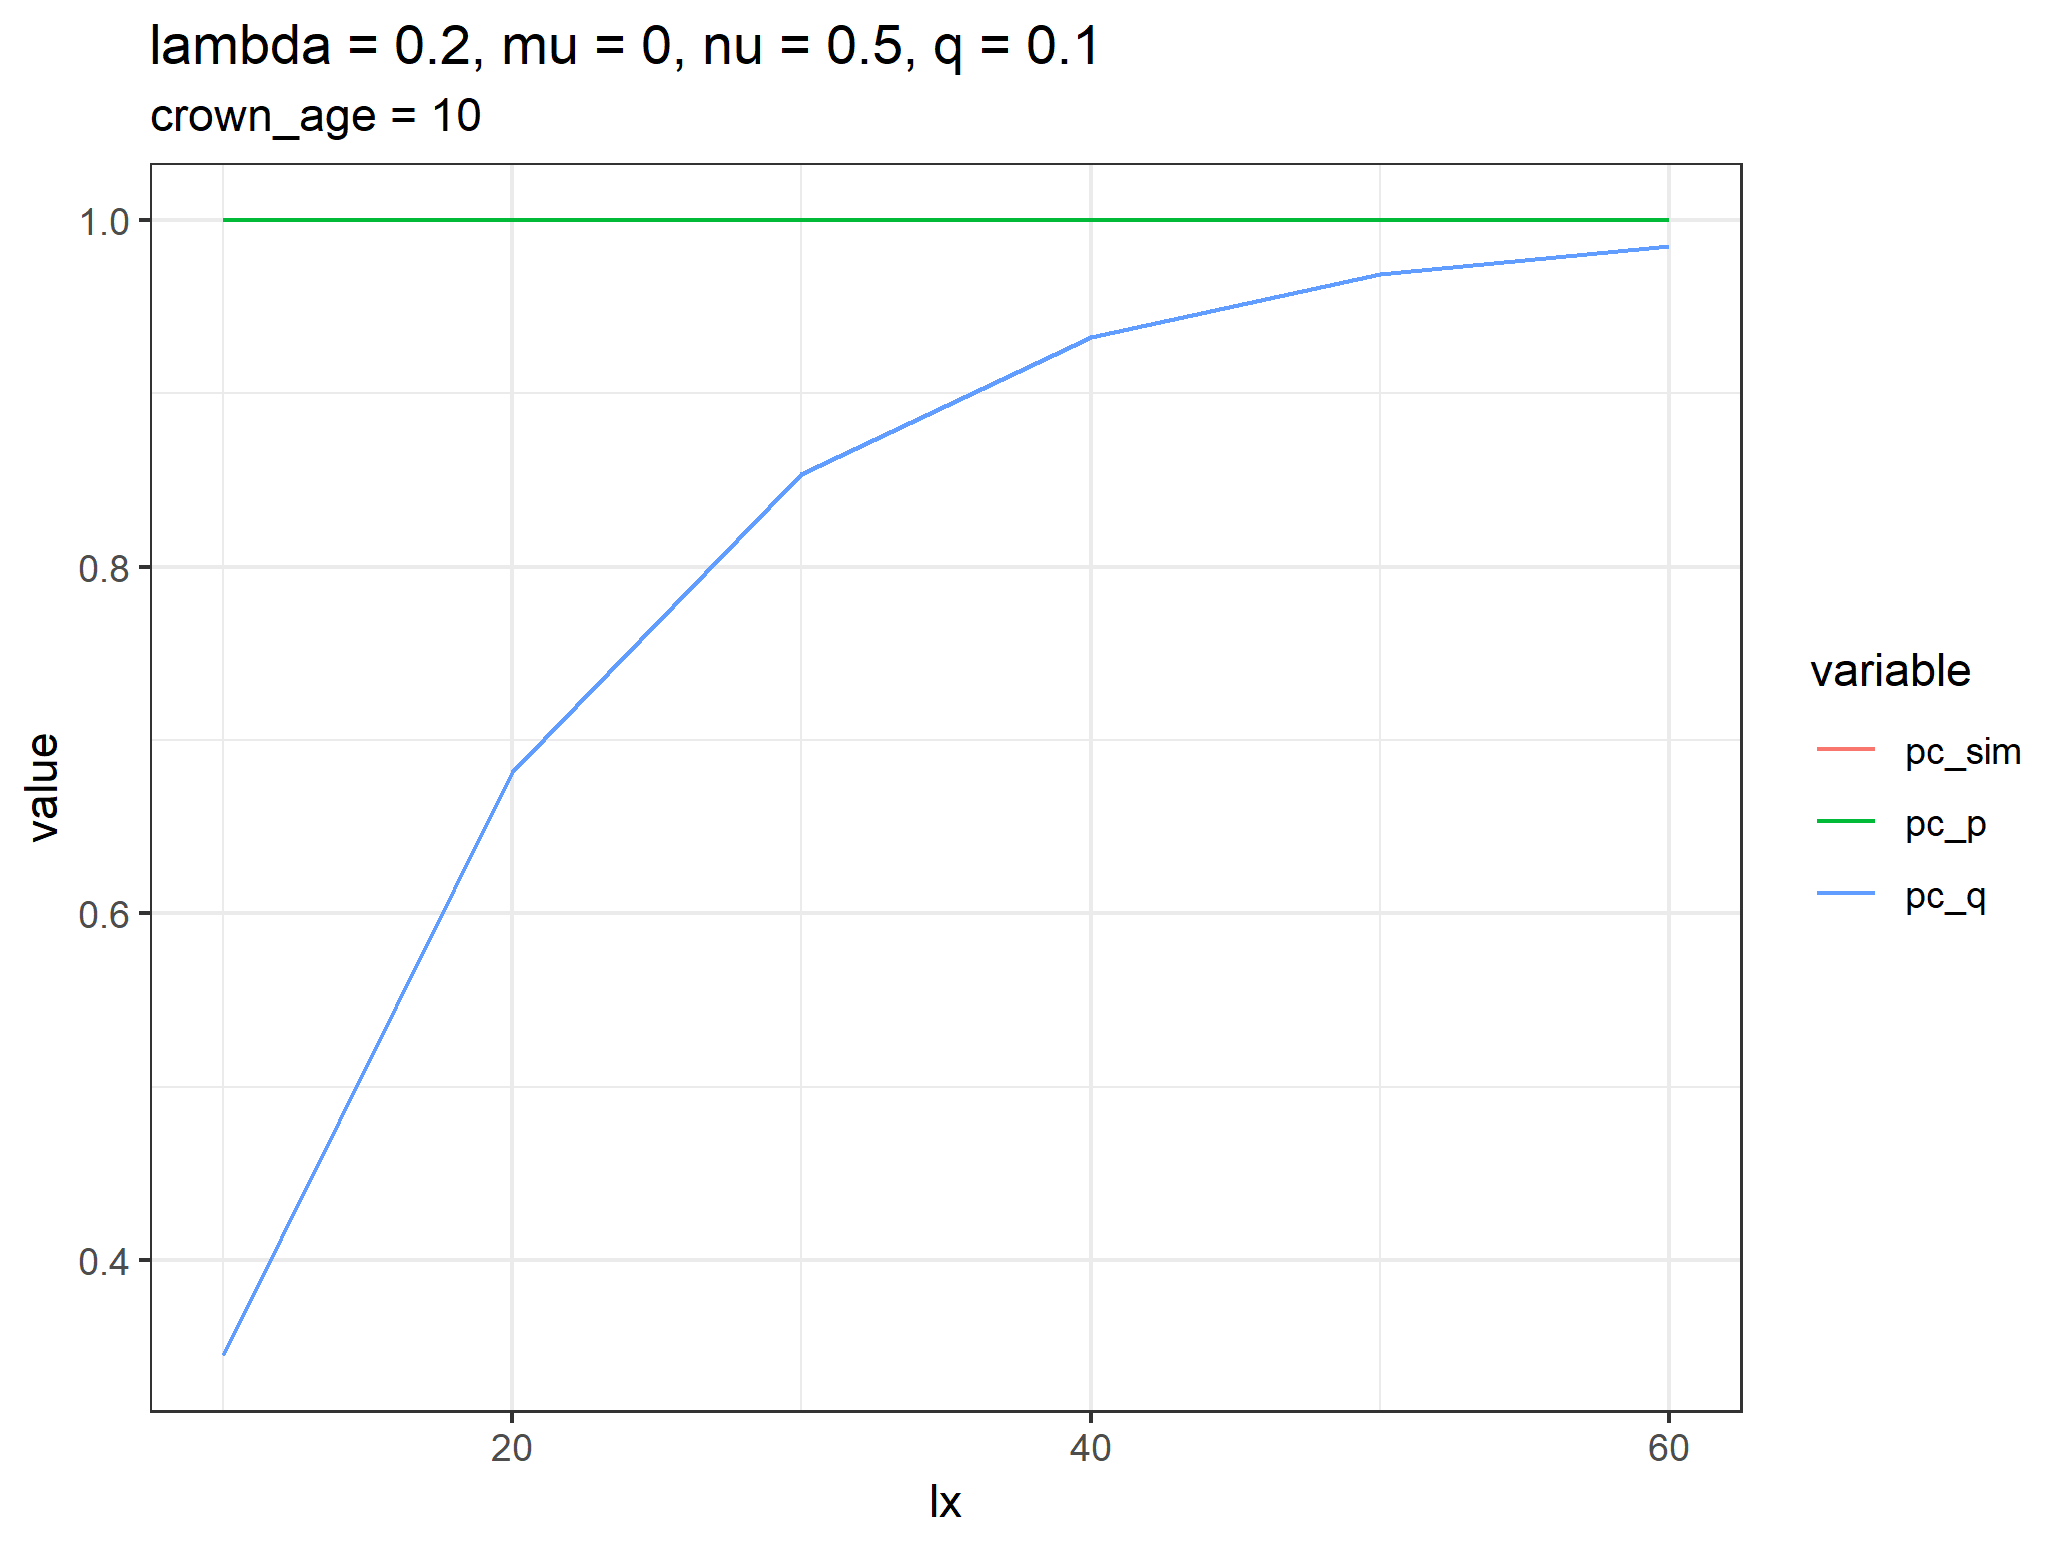 lambda = 0.2, mu = 0, nu = 0.5, q = 0.1
crown_age = 10
1.0
0.8
0.6
0.4
value
20
40
60
lx
variable
pc_sim
pc_p
pc_q